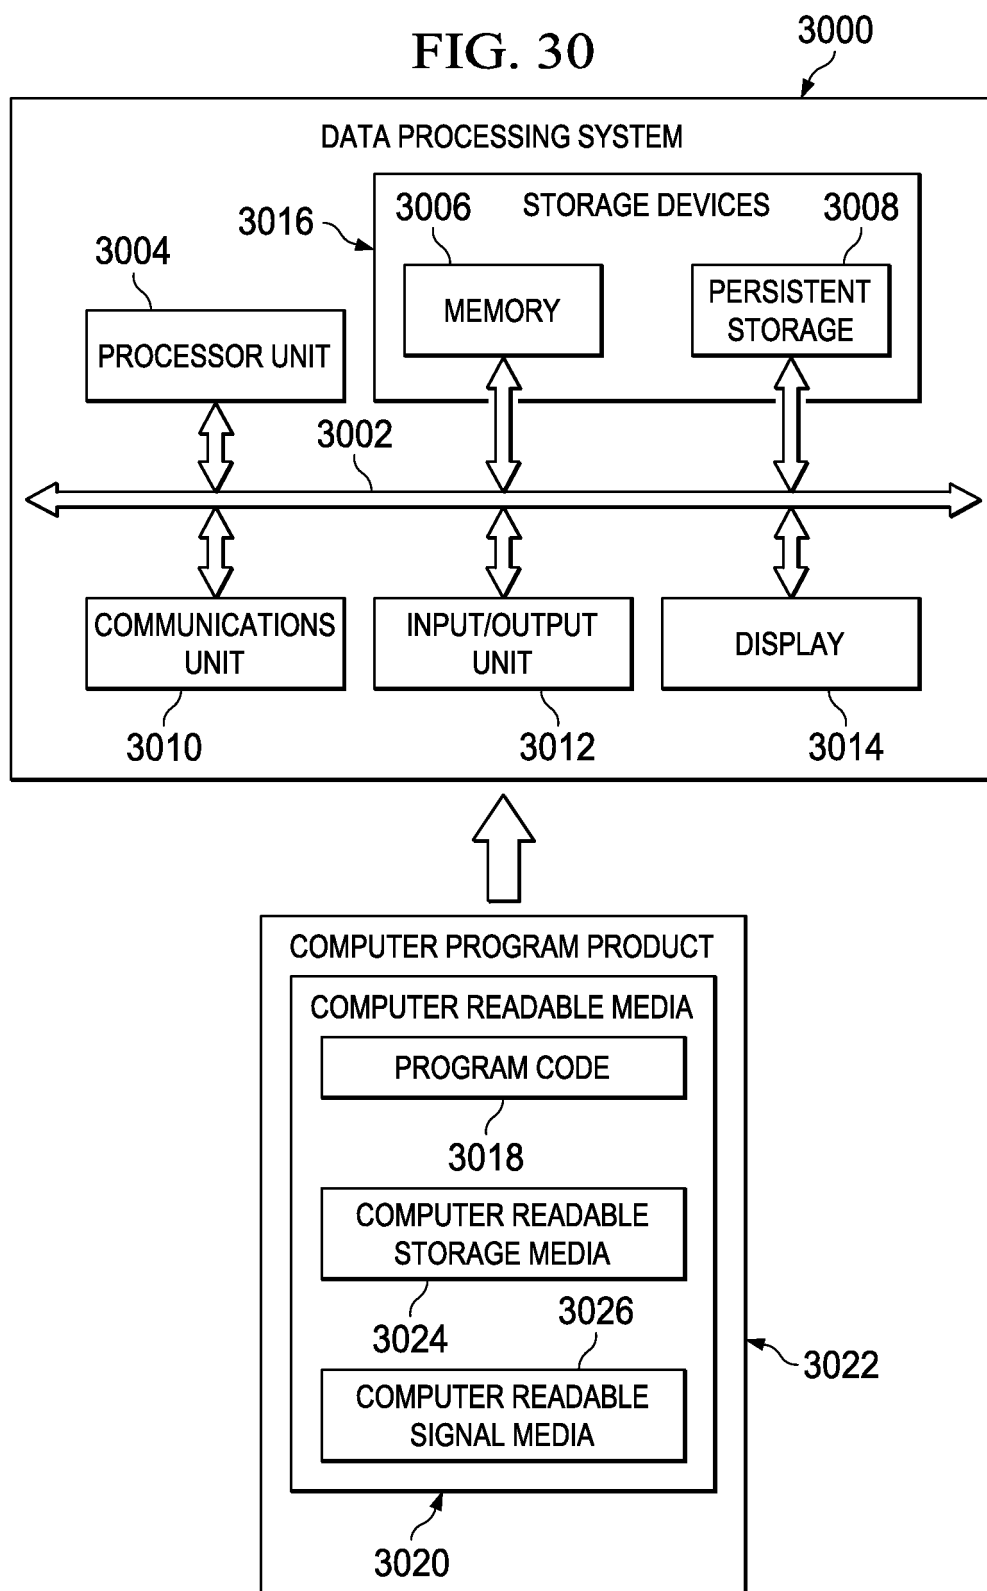 FIG. 30
3000
DATA PROCESSING SYSTEM
3006
STORAGE DEVICES
3008
3016
3004
MEMORY
PERSISTENT
STORAGE
PROCESSOR UNIT
3002
COMMUNICATIONS
UNIT
INPUT/OUTPUT
UNIT
DISPLAY
3010
3012
3014
COMPUTER PROGRAM PRODUCT
COMPUTER READABLE MEDIA
PROGRAM CODE
3018
COMPUTER READABLE
STORAGE MEDIA
3024
3026
3022
COMPUTER READABLE
SIGNAL MEDIA
3020